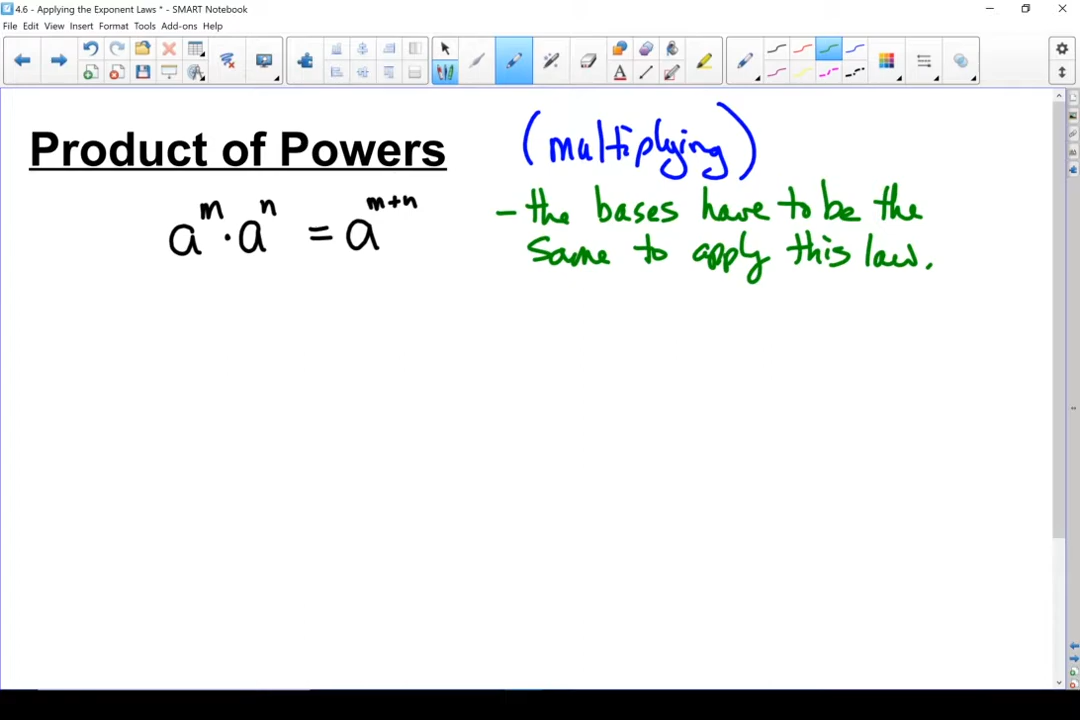 4.6 - Applying the Exponent Laws * - SMART Notebook
File Edit View Insert Format Tools Add-ons Help
Product of Powers (multiplying)
a^m · a^n = a^{m+n}
- the bases have to be the
same to apply this law.